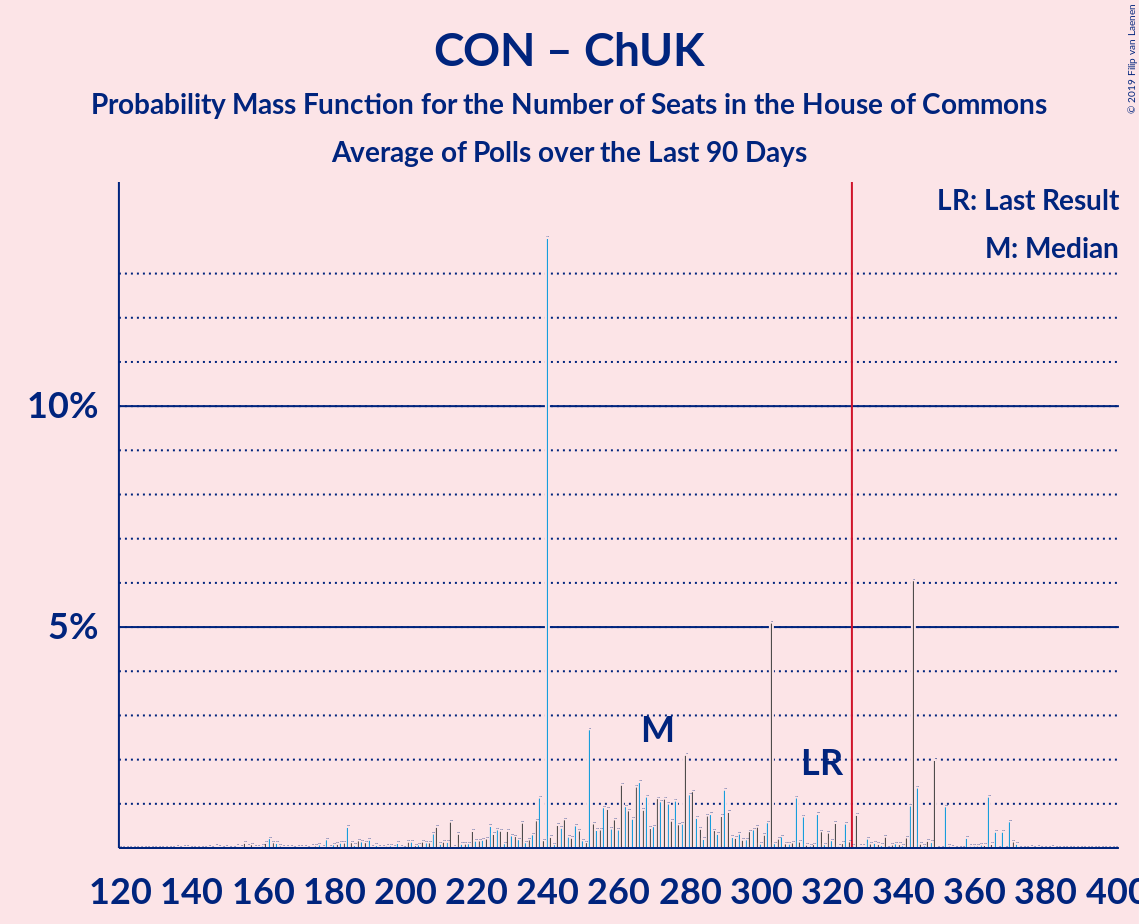 CON – ChUK
Probability Mass Function for the Number of Seats in the House of Commons
Average of Polls over the Last 90 Days
© 2019 Filip van Laenen
LR: Last Result
M: Median
10%
5%
M
LR
120 140 160 180 200 220 240 260 280 300 320 340 360 380 400